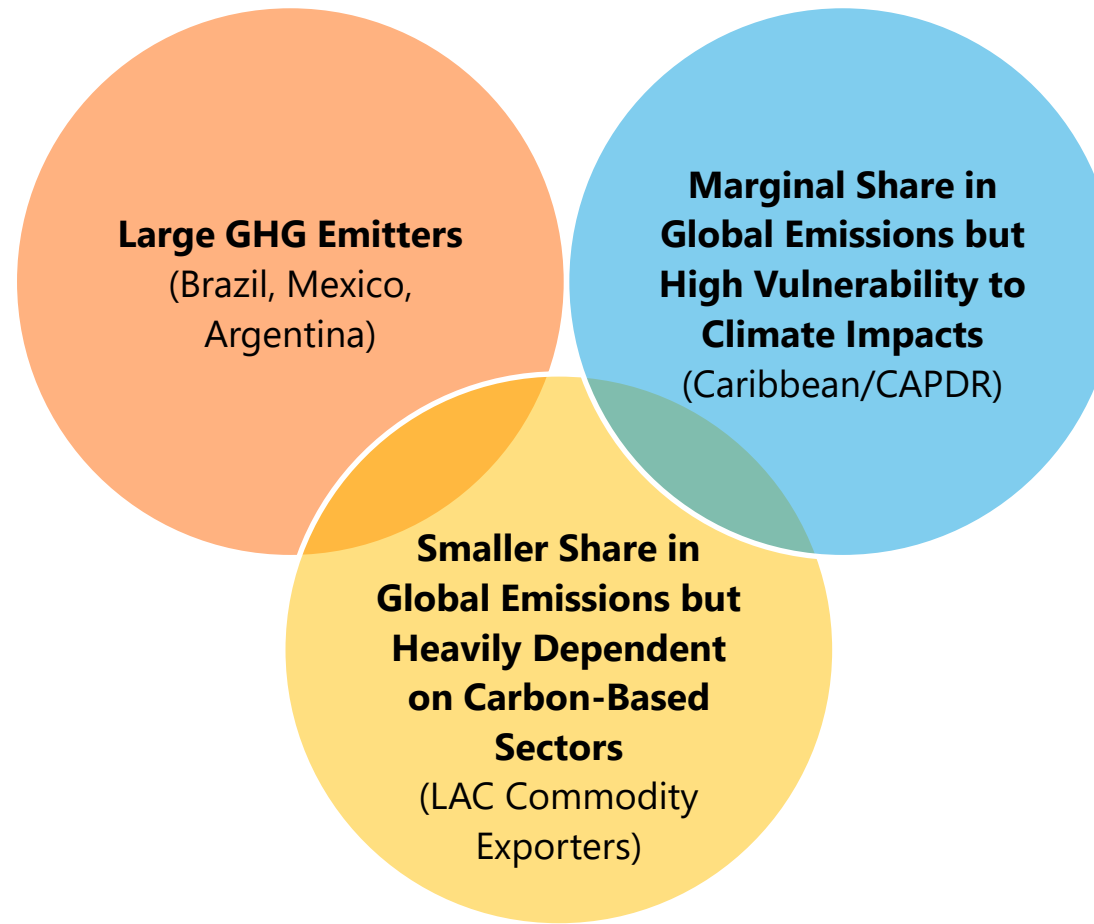 Large GHG Emitters
(Brazil, Mexico,
Argentina)
Marginal Share in
Global Emissions but
High Vulnerability to
Climate Impacts
(Caribbean/CAPDR)
Smaller Share in
Global Emissions but
Heavily Dependent
on Carbon-Based
Sectors
(LAC Commodity
Exporters)